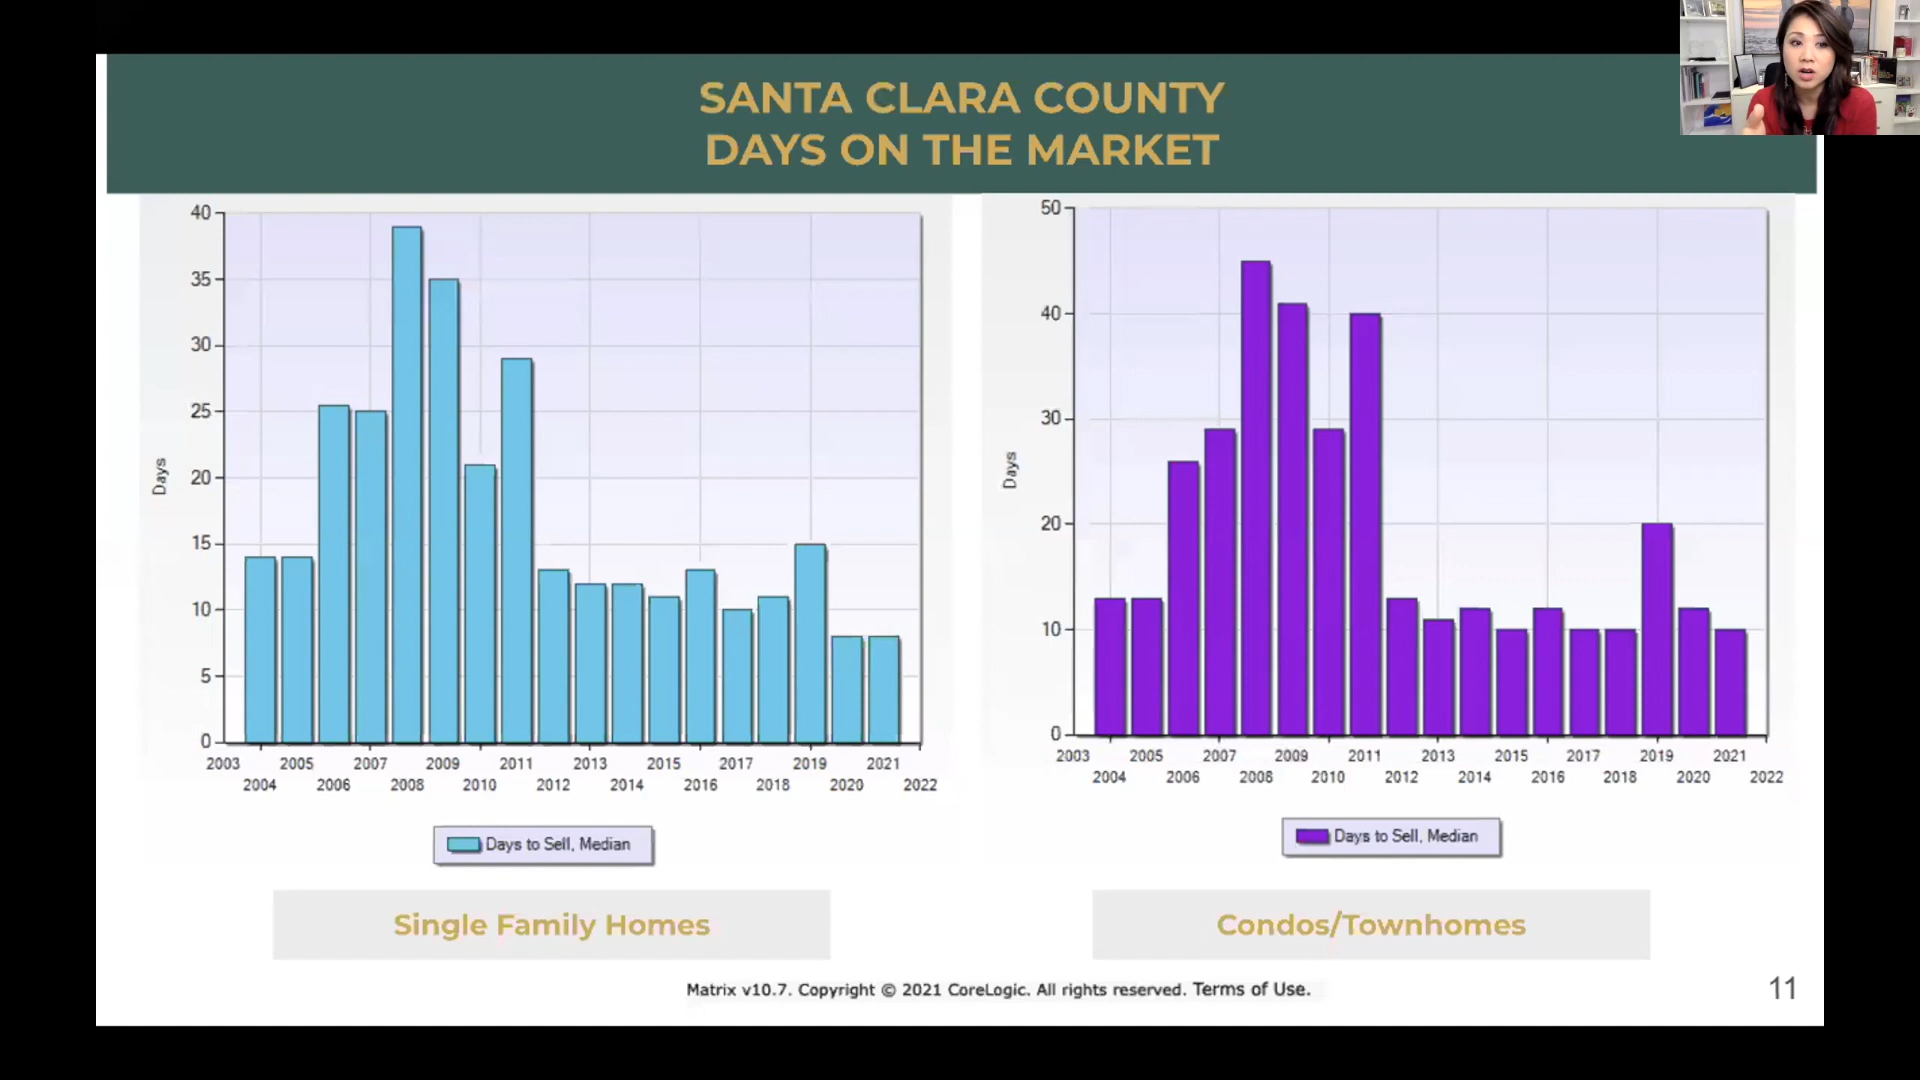 SANTA CLARA COUNTY
DAYS ON THE MARKET
40
35
30
25
20
15
10
5
0
Days
2003 2005 2007 2009 2011 2013 2015 2017 2019 2021
2004 2006 2008 2010 2012 2014 2016 2018 2020 2022
Days to Sell, Median
Single Family Homes
50
40
30
20
10
0
Days
2003 2005 2007 2009 2011 2013 2015 2017 2019 2021
2004 2006 2008 2010 2012 2014 2016 2018 2020 2022
Days to Sell, Median
Condos/Townhomes
Matrix v10.7. Copyright © 2021 CoreLogic. All rights reserved. Terms of Use.
11